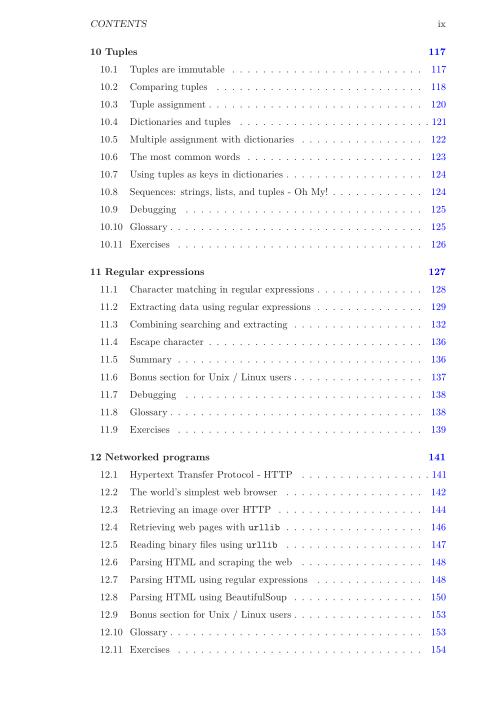 CONTENTS ix
10 Tuples 117
10.1 Tuples are immutable . . . . . . . . . . . . . . . . . . . . . . . . . 117
10.2 Comparing tuples . . . . . . . . . . . . . . . . . . . . . . . . . . . 118
10.3 Tuple assignment . . . . . . . . . . . . . . . . . . . . . . . . . . . . 120
10.4 Dictionaries and tuples . . . . . . . . . . . . . . . . . . . . . . . . 121
10.5 Multiple assignment with dictionaries . . . . . . . . . . . . . . . 122
10.6 The most common words . . . . . . . . . . . . . . . . . . . . . . . 123
10.7 Using tuples as keys in dictionaries . . . . . . . . . . . . . . . . . 124
10.8 Sequences: strings, lists, and tuples - Oh My! . . . . . . . . . . . 124
10.9 Debugging . . . . . . . . . . . . . . . . . . . . . . . . . . . . . . 125
10.10 Glossary . . . . . . . . . . . . . . . . . . . . . . . . . . . . . . . . 125
10.11 Exercises . . . . . . . . . . . . . . . . . . . . . . . . . . . . . . . 126
11 Regular expressions 127
11.1 Character matching in regular expressions . . . . . . . . . . . . . 128
11.2 Extracting data using regular expressions . . . . . . . . . . . . . 129
11.3 Combining searching and extracting . . . . . . . . . . . . . . . . 132
11.4 Escape character . . . . . . . . . . . . . . . . . . . . . . . . . . . . 136
11.5 Summary . . . . . . . . . . . . . . . . . . . . . . . . . . . . . . . 136
11.6 Bonus section for Unix / Linux users . . . . . . . . . . . . . . . . 137
11.7 Debugging . . . . . . . . . . . . . . . . . . . . . . . . . . . . . . 138
11.8 Glossary . . . . . . . . . . . . . . . . . . . . . . . . . . . . . . . . 138
11.9 Exercises . . . . . . . . . . . . . . . . . . . . . . . . . . . . . . . 139
12 Networked programs 141
12.1 Hypertext Transfer Protocol - HTTP . . . . . . . . . . . . . . . . 141
12.2 The world's simplest web browser . . . . . . . . . . . . . . . . . 142
12.3 Retrieving an image over HTTP . . . . . . . . . . . . . . . . . . 144
12.4 Retrieving web pages with urllib . . . . . . . . . . . . . . . . . . 146
12.5 Reading binary files using urllib . . . . . . . . . . . . . . . . . . 147
12.6 Parsing HTML and scraping the web . . . . . . . . . . . . . . . . 148
12.7 Parsing HTML using regular expressions . . . . . . . . . . . . . 148
12.8 Parsing HTML using BeautifulSoup . . . . . . . . . . . . . . . . 150
12.9 Bonus section for Unix / Linux users . . . . . . . . . . . . . . . . 153
12.10 Glossary . . . . . . . . . . . . . . . . . . . . . . . . . . . . . . . . 153
12.11 Exercises . . . . . . . . . . . . . . . . . . . . . . . . . . . . . . . 154